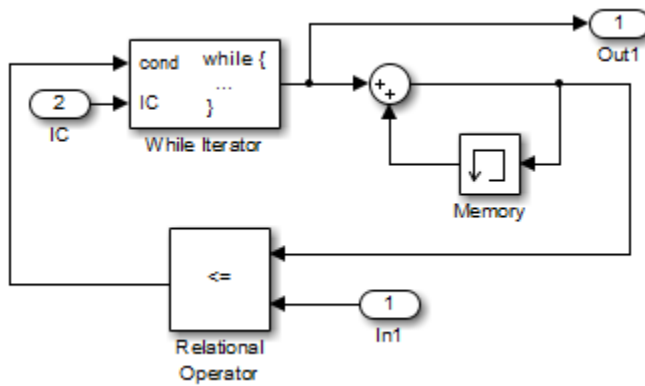 1
Out1
cond while {
...
IC }
2
IC
While Iterator
+
+
Memory
<=
1
In1
Relational
Operator